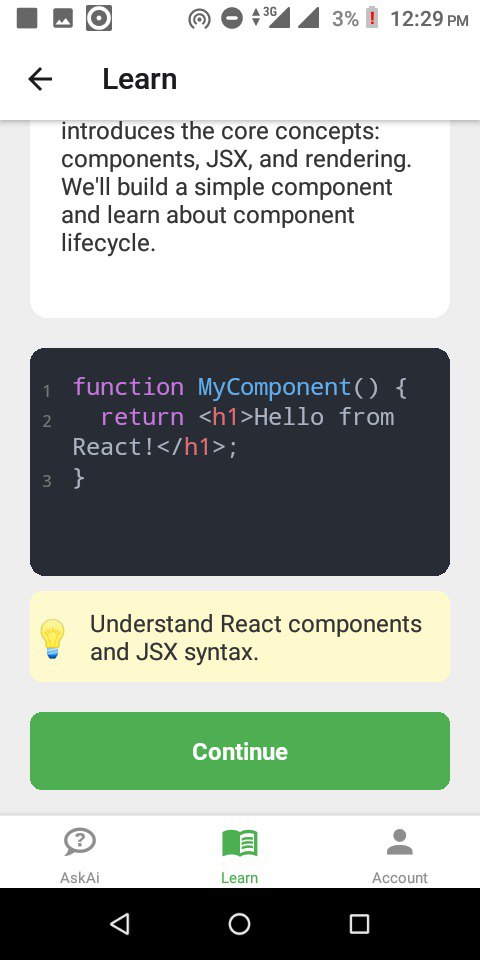 3G 3% 12:29 PM
Learn
introduces the core concepts:
components, JSX, and rendering.
We'll build a simple component
and learn about component
lifecycle.
1 function MyComponent() {
2 return <h1>Hello from
React!</h1>;
3 }
Understand React components
and JSX syntax.
Continue
AskAi Learn Account